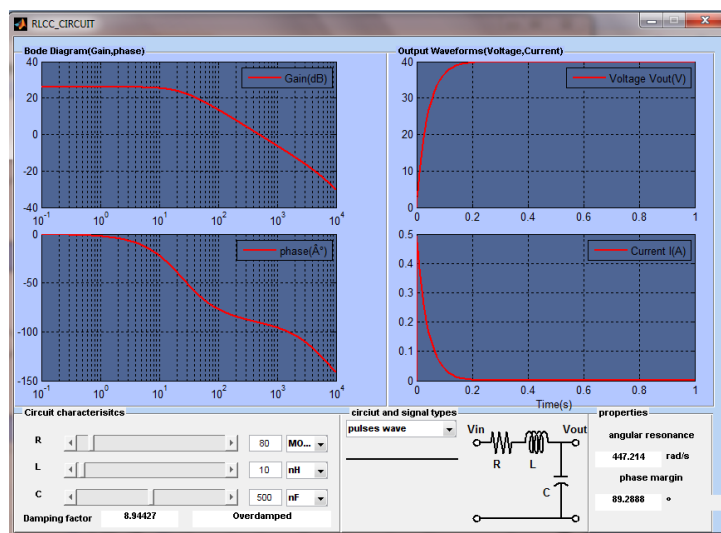 RLCC_CIRCUIT
Bode Diagram(Gain,phase)
Output Waveforms(Voltage,Current)
40
20
0
-20
-40
Gain(dB)
10^-1
10^0
10^1
10^2
10^3
10^4
40
30
20
10
0
Voltage Vout(V)
0
0.2
0.4
0.6
0.8
1
0
-50
-100
-150
phase(Â°)
10^-1
10^0
10^1
10^2
10^3
10^4
0.5
0.4
0.3
0.2
0.1
0
Current I(A)
0
0.2
0.4
0.6
0.8
1
Time(s)
Circuit characterisitcs
R
80
MO...
L
10
nH
C
500
nF
Damping factor
8.94427
Overdamped
circiut and signal types
pulses wave
Vin
Vout
R
L
C
properties
angular resonance
447.214
rad/s
phase margin
89.2888
°